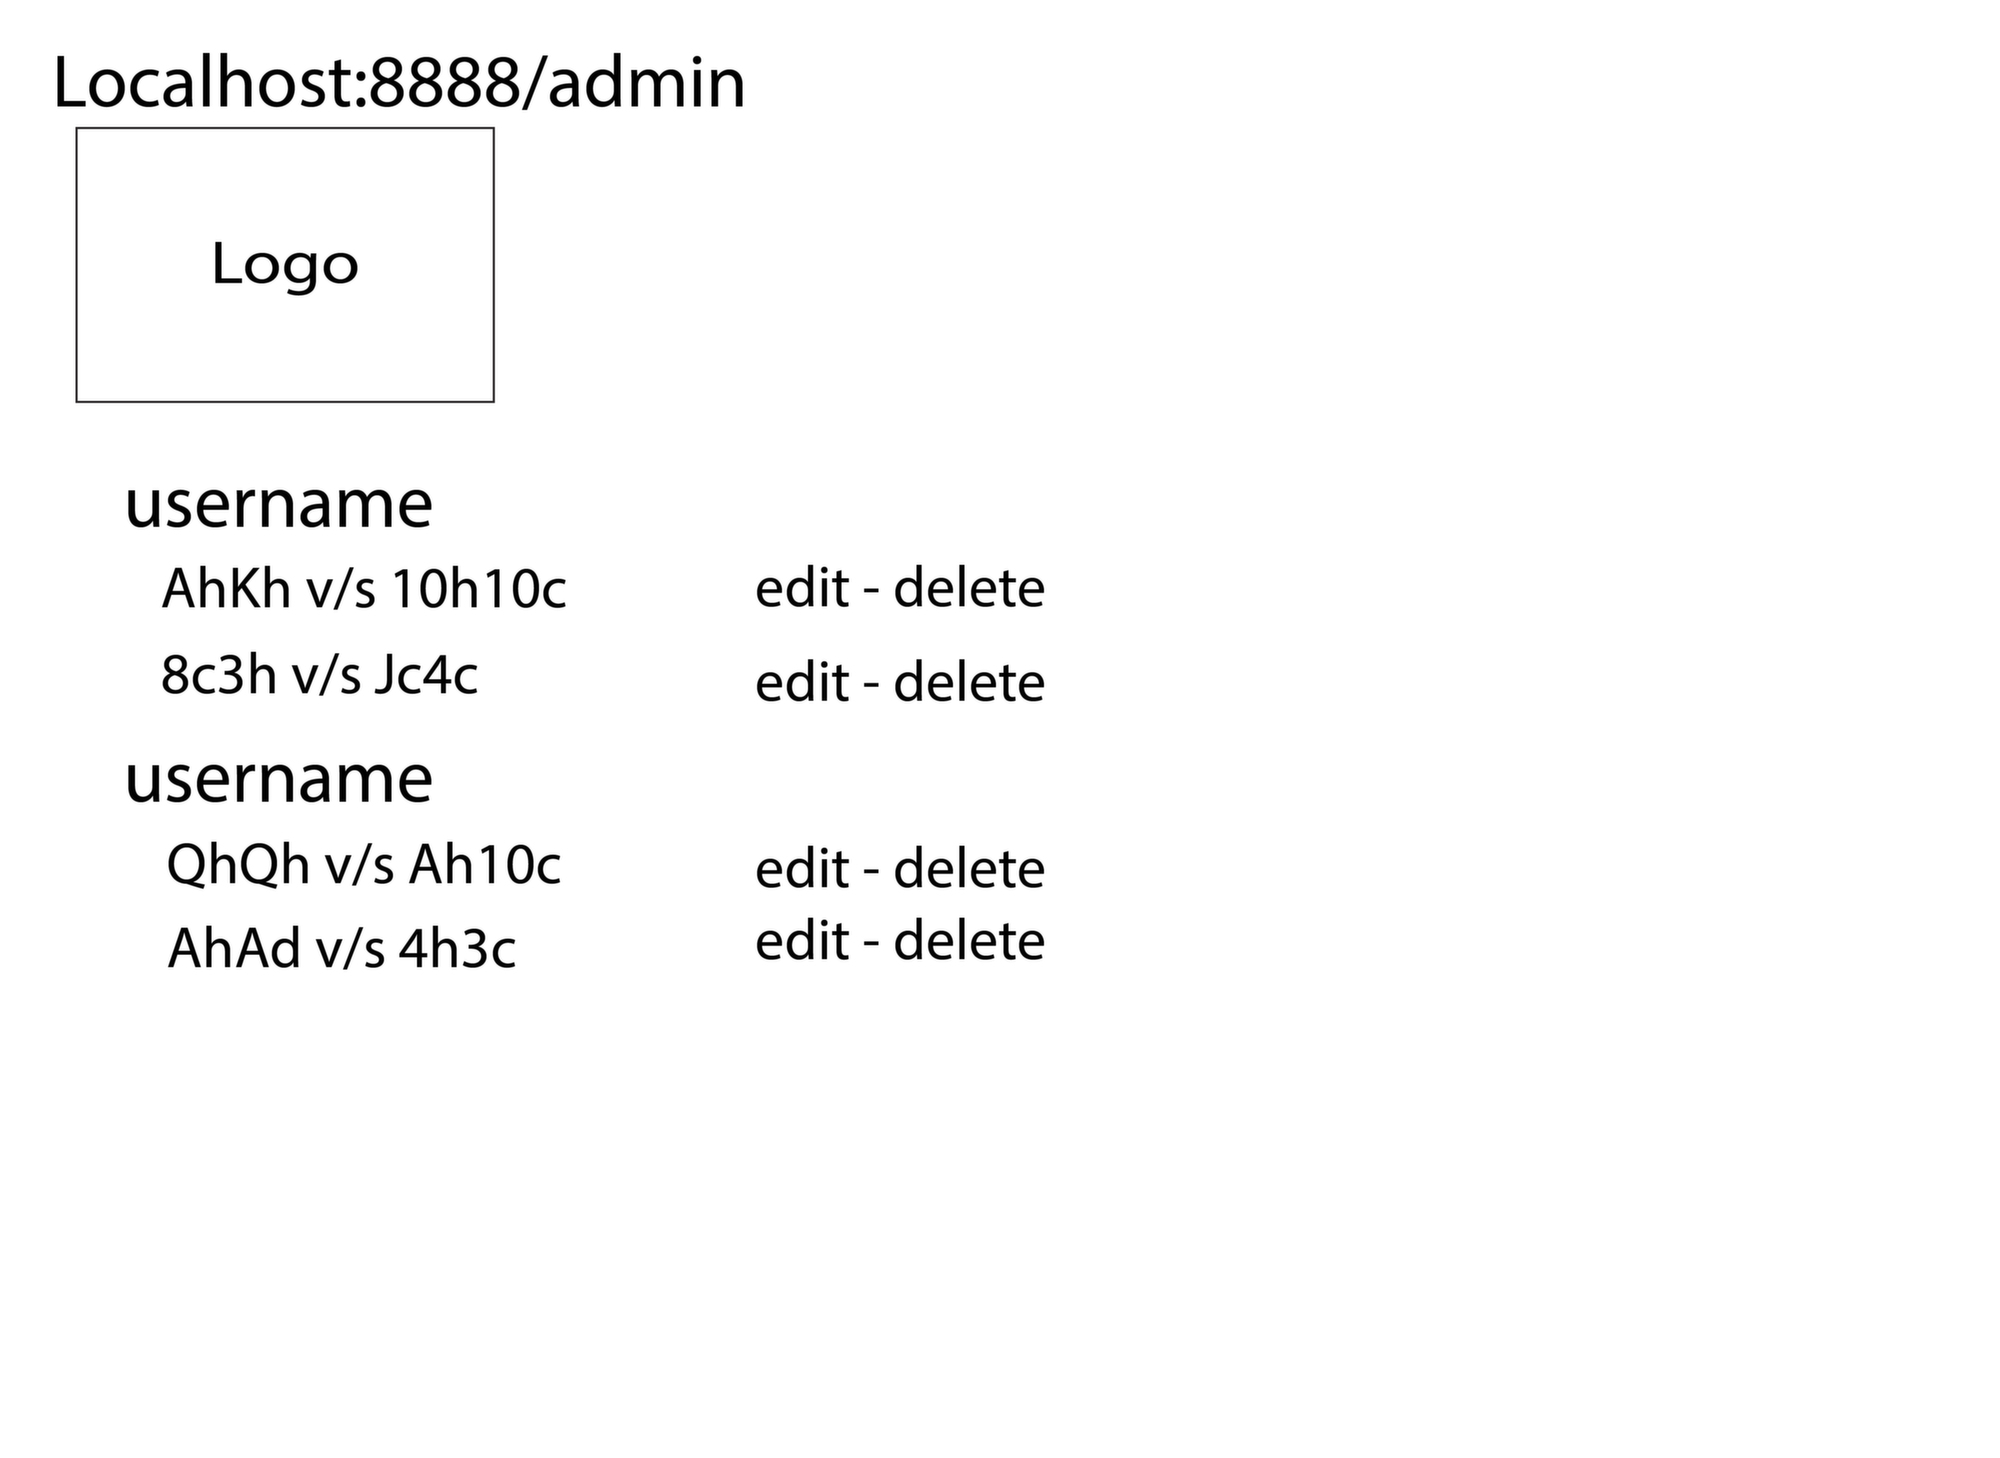 Localhost:8888/admin
Logo
username
AhKh v/s 10h10c edit - delete
8c3h v/s Jc4c edit - delete
username
QhQh v/s Ah10c edit - delete
AhAd v/s 4h3c edit - delete